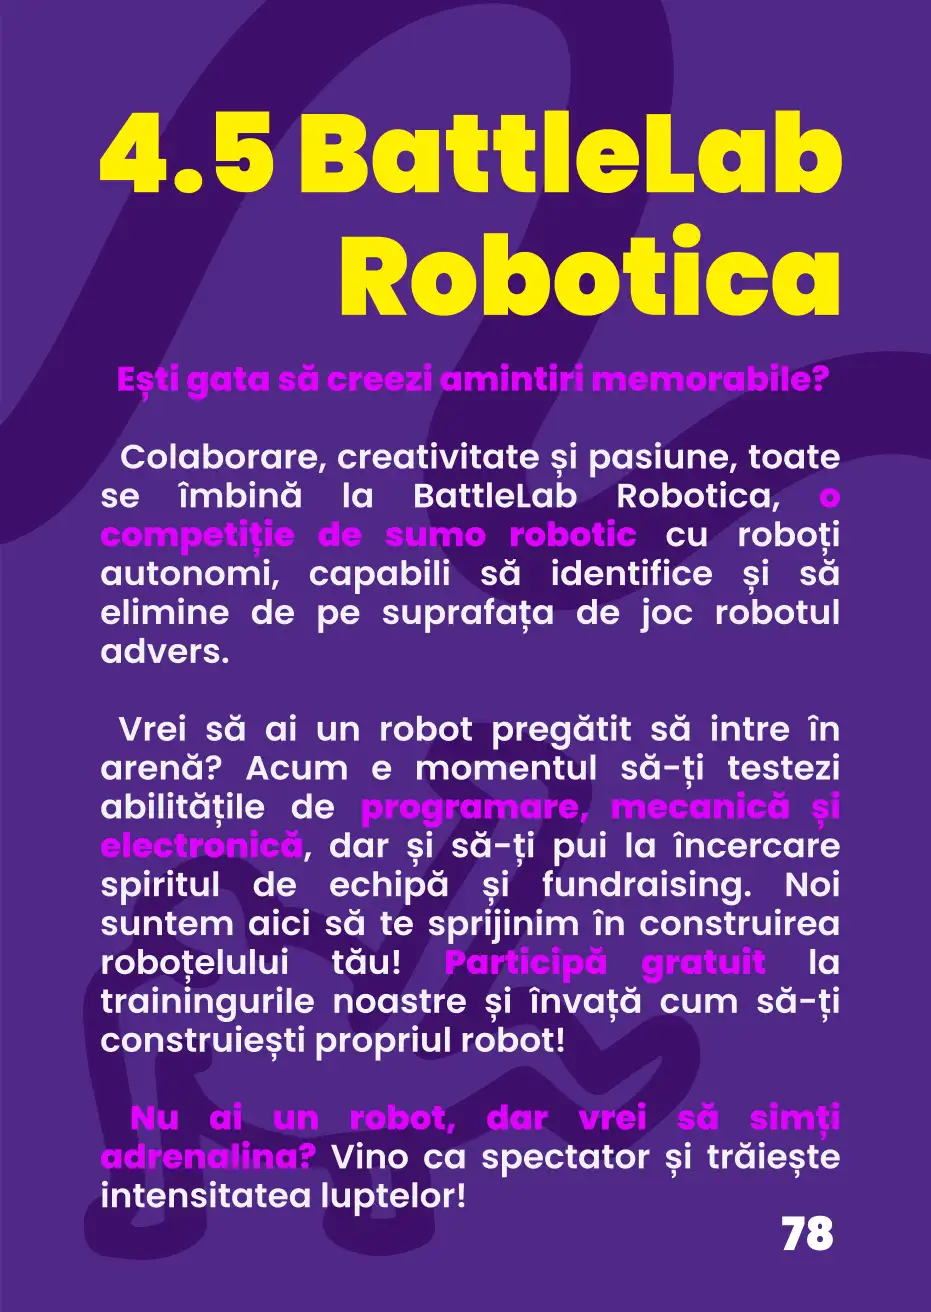 4.5 BattleLab
Robotica
Ești gata să creezi amintiri memorabile?
Colaborare, creativitate și pasiune, toate
se îmbină la BattleLab Robotica, o
competiție de sumo robotic cu roboți
autonomi, capabili să identifice și să
elimine de pe suprafața de joc robotul
advers.
Vrei să ai un robot pregătit să intre în
arenă? Acum e momentul să-ți testezi
abilitățile de programare, mecanică și
electronică, dar și să-ți pui la încercare
spiritul de echipă și fundraising. Noi
suntem aici să te sprijinim în construirea
roboțelului tău! Participă gratuit la
trainingurile noastre și învață cum să-ți
construiești propriul robot!
Nu ai un robot, dar vrei să simți
adrenalina? Vino ca spectator și trăiește
intensitatea luptelor!
78